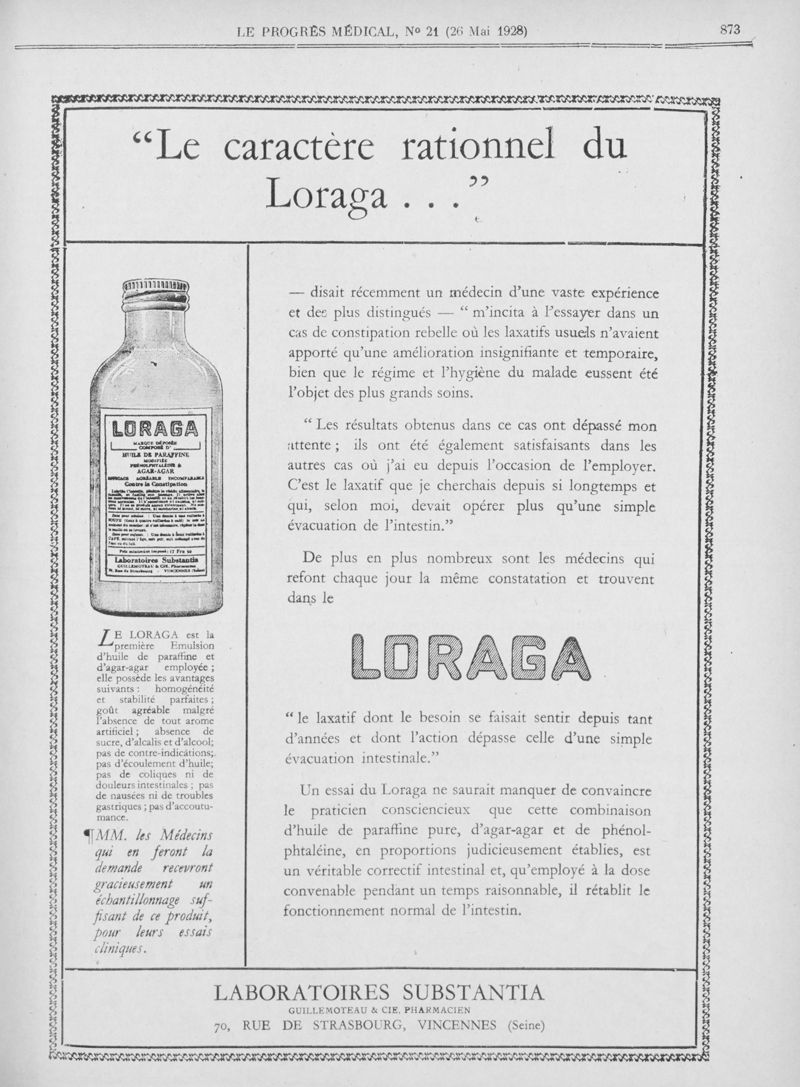 LE PROGRÈS MÉDICAL, Nº 21 (26 Mai 1928)
873
“Le caractère rationnel du
Loraga . . .”
— disait récemment un médecin d’une vaste expérience
et des plus distingués — “ m’incita à l’essayer dans un
cas de constipation rebelle où les laxatifs usuels n’avaient
apporté qu’une amélioration insignifiante et temporaire,
bien que le régime et l’hygiène du malade eussent été
l’objet des plus grands soins.
“ Les résultats obtenus dans ce cas ont dépassé mon
attente ; ils ont été également satisfaisants dans les
autres cas où j’ai eu depuis l’occasion de l’employer.
C’est le laxatif que je cherchais depuis si longtemps et
qui, selon moi, devait opérer plus qu’une simple
évacuation de l’intestin.”
De plus en plus nombreux sont les médecins qui
refont chaque jour la même constatation et trouvent
dans le
LORAGA
“ le laxatif dont le besoin se faisait sentir depuis tant
d’années et dont l’action dépasse celle d’une simple
évacuation intestinale.”
Un essai du Loraga ne saurait manquer de convaincre
le praticien consciencieux que cette combinaison
d’huile de paraffine pure, d’agar-agar et de phénol-
phtaléine, en proportions judicieusement établies, est
un véritable correctif intestinal et, qu’employé à la dose
convenable pendant un temps raisonnable, il rétablit le
fonctionnement normal de l’intestin.
LORAGA
MARQUE DÉPOSÉE
COMPOSÉ D’
HUILE DE PARAFFINE
MODIFIÉE
PHÉNOLPHTALÉINE &
AGAR-AGAR
EFFICACE AGRÉABLE INCOMPARABLE
Contre la Constipation
Laboratoires Substantia
GUILLEMOTEAU & CIE. Pharmacien
LE LORAGA est la
première Emulsion
d’huile de paraffine et
d’agar-agar employée ;
elle possède les avantages
suivants : homogénéité
et stabilité parfaites ;
goût agréable malgré
l’absence de tout arome
artificiel ; absence de
sucre, d’alcalis et d’alcool;
pas de contre-indications;
pas d’écoulement d’huile;
pas de coliques ni de
douleurs intestinales ; pas
de nausées ni de troubles
gastriques ; pas d’accoutu-
mance.
¶ MM. les Médecins
qui en feront la
demande recevront
gracieusement un
échantillonnage suf-
fisant de ce produit,
pour leurs essais
cliniques.
LABORATOIRES SUBSTANTIA
GUILLEMOTEAU & CIE. PHARMACIEN
70, RUE DE STRASBOURG, VINCENNES (Seine)